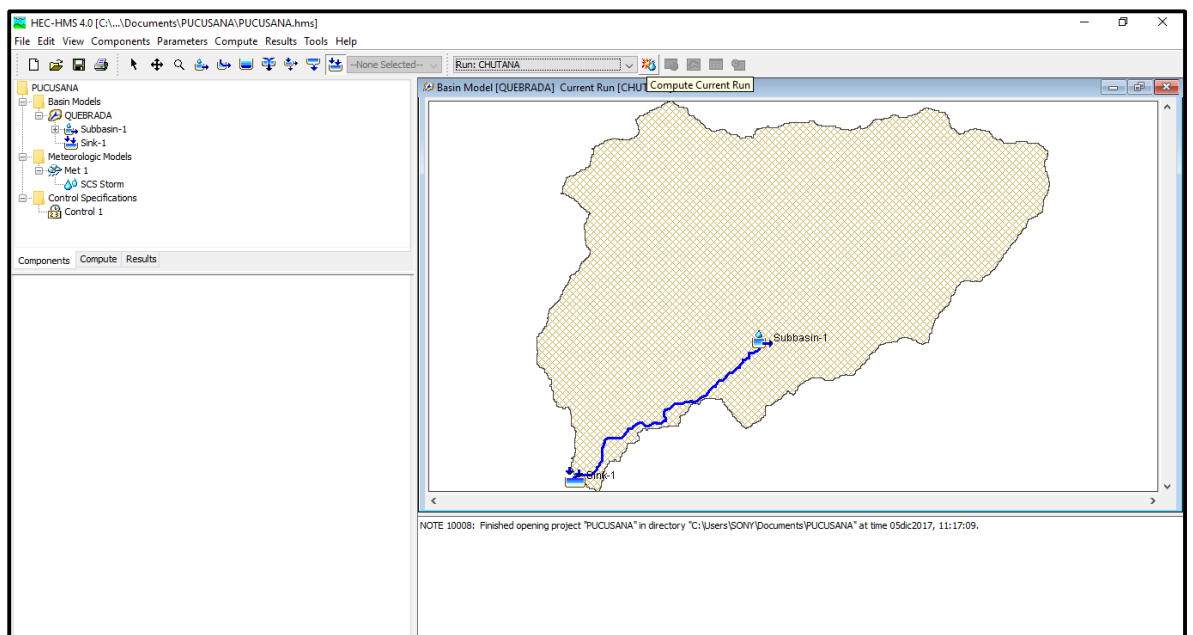 HEC-HMS 4.0 [C:\...\Documents\PUCUSANA\PUCUSANA.hms]
File Edit View Components Parameters Compute Results Tools Help
--None Selected-- Run: CHUTANA
Compute Current Run
PUCUSANA
Basin Models
QUEBRADA
Subbasin-1
Sink-1
Meteorologic Models
Met 1
SCS Storm
Control Specifications
Control 1
Components Compute Results
Basin Model [QUEBRADA] Current Run [CHUT
Subbasin-1
Sink-1
NOTE 10008: Finished opening project "PUCUSANA" in directory "C:\Users\SONY\Documents\PUCUSANA" at time 05dic2017, 11:17:09.